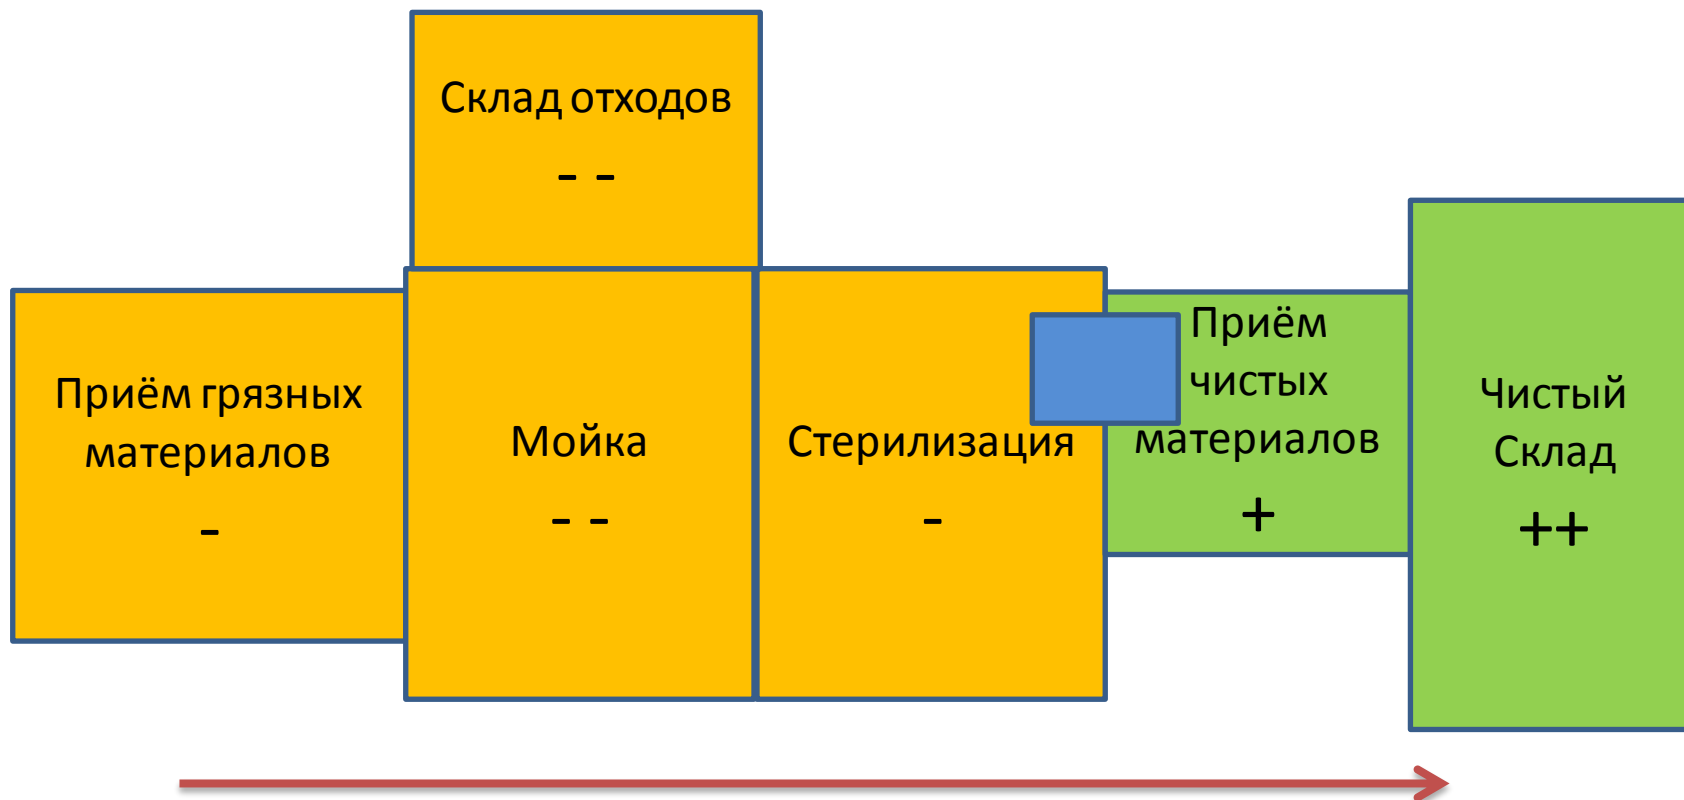 Склад отходов
- -
Приём грязных
материалов
-
Мойка
- -
Стерилизация
-
Приём
чистых
материалов
+
Чистый
Склад
++